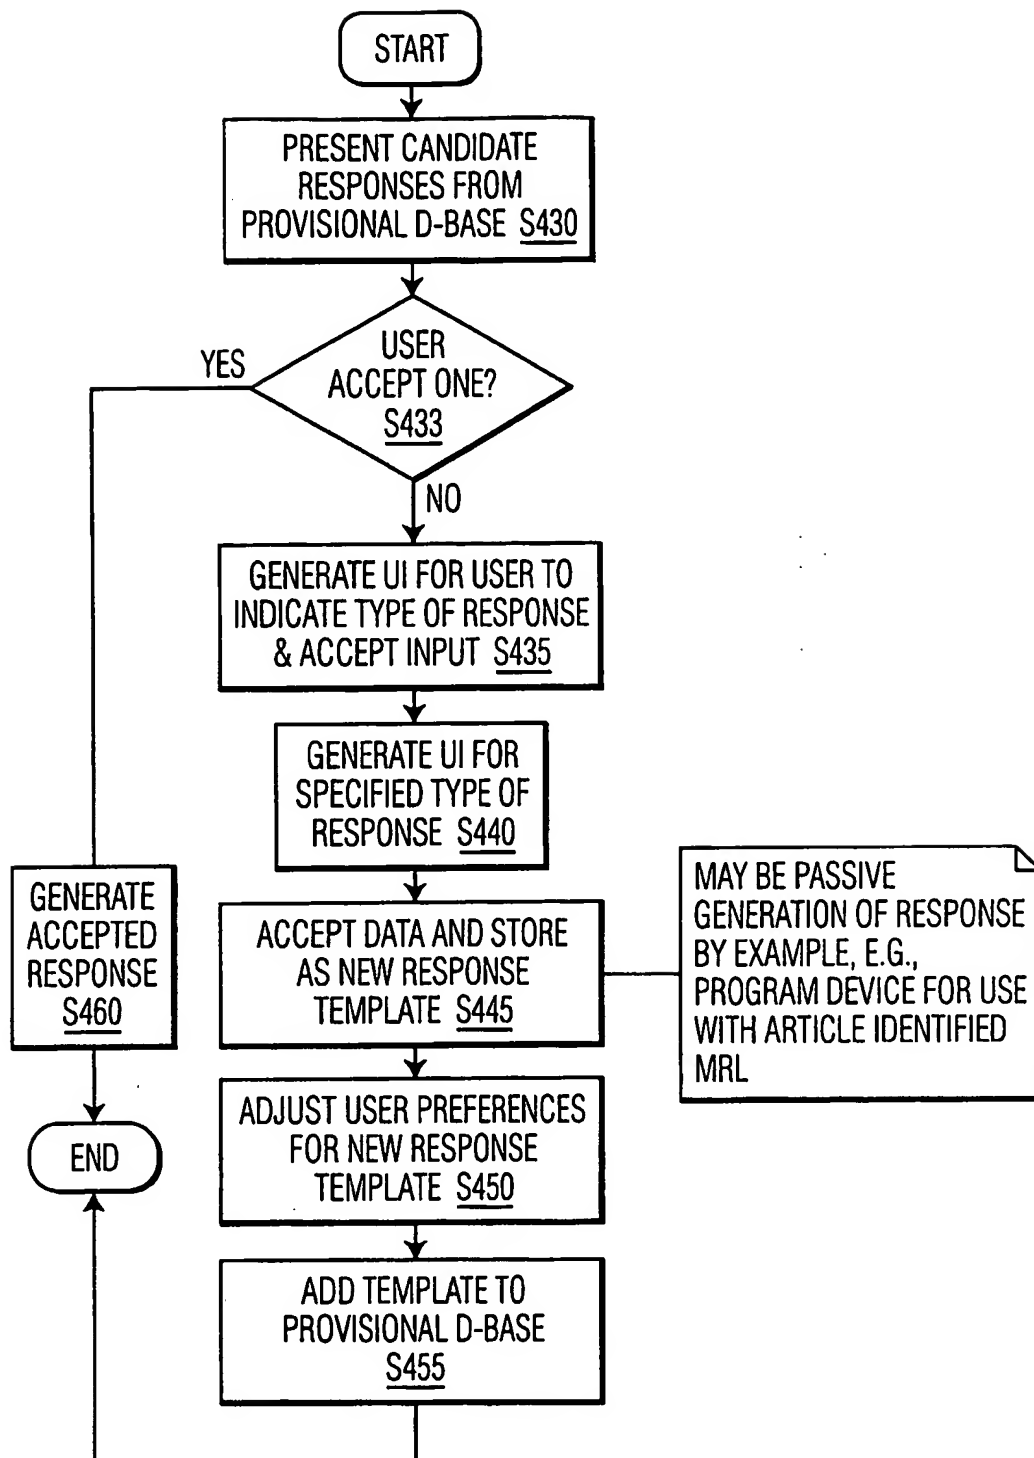 START
PRESENT CANDIDATE
RESPONSES FROM
PROVISIONAL D-BASE S430
USER
ACCEPT ONE?
S433
YES
NO
GENERATE UI FOR USER TO
INDICATE TYPE OF RESPONSE
& ACCEPT INPUT S435
GENERATE UI FOR
SPECIFIED TYPE OF
RESPONSE S440
GENERATE
ACCEPTED
RESPONSE
S460
ACCEPT DATA AND STORE
AS NEW RESPONSE
TEMPLATE S445
MAY BE PASSIVE
GENERATION OF RESPONSE
BY EXAMPLE, E.G.,
PROGRAM DEVICE FOR USE
WITH ARTICLE IDENTIFIED
MRL
END
ADJUST USER PREFERENCES
FOR NEW RESPONSE
TEMPLATE S450
ADD TEMPLATE TO
PROVISIONAL D-BASE
S455